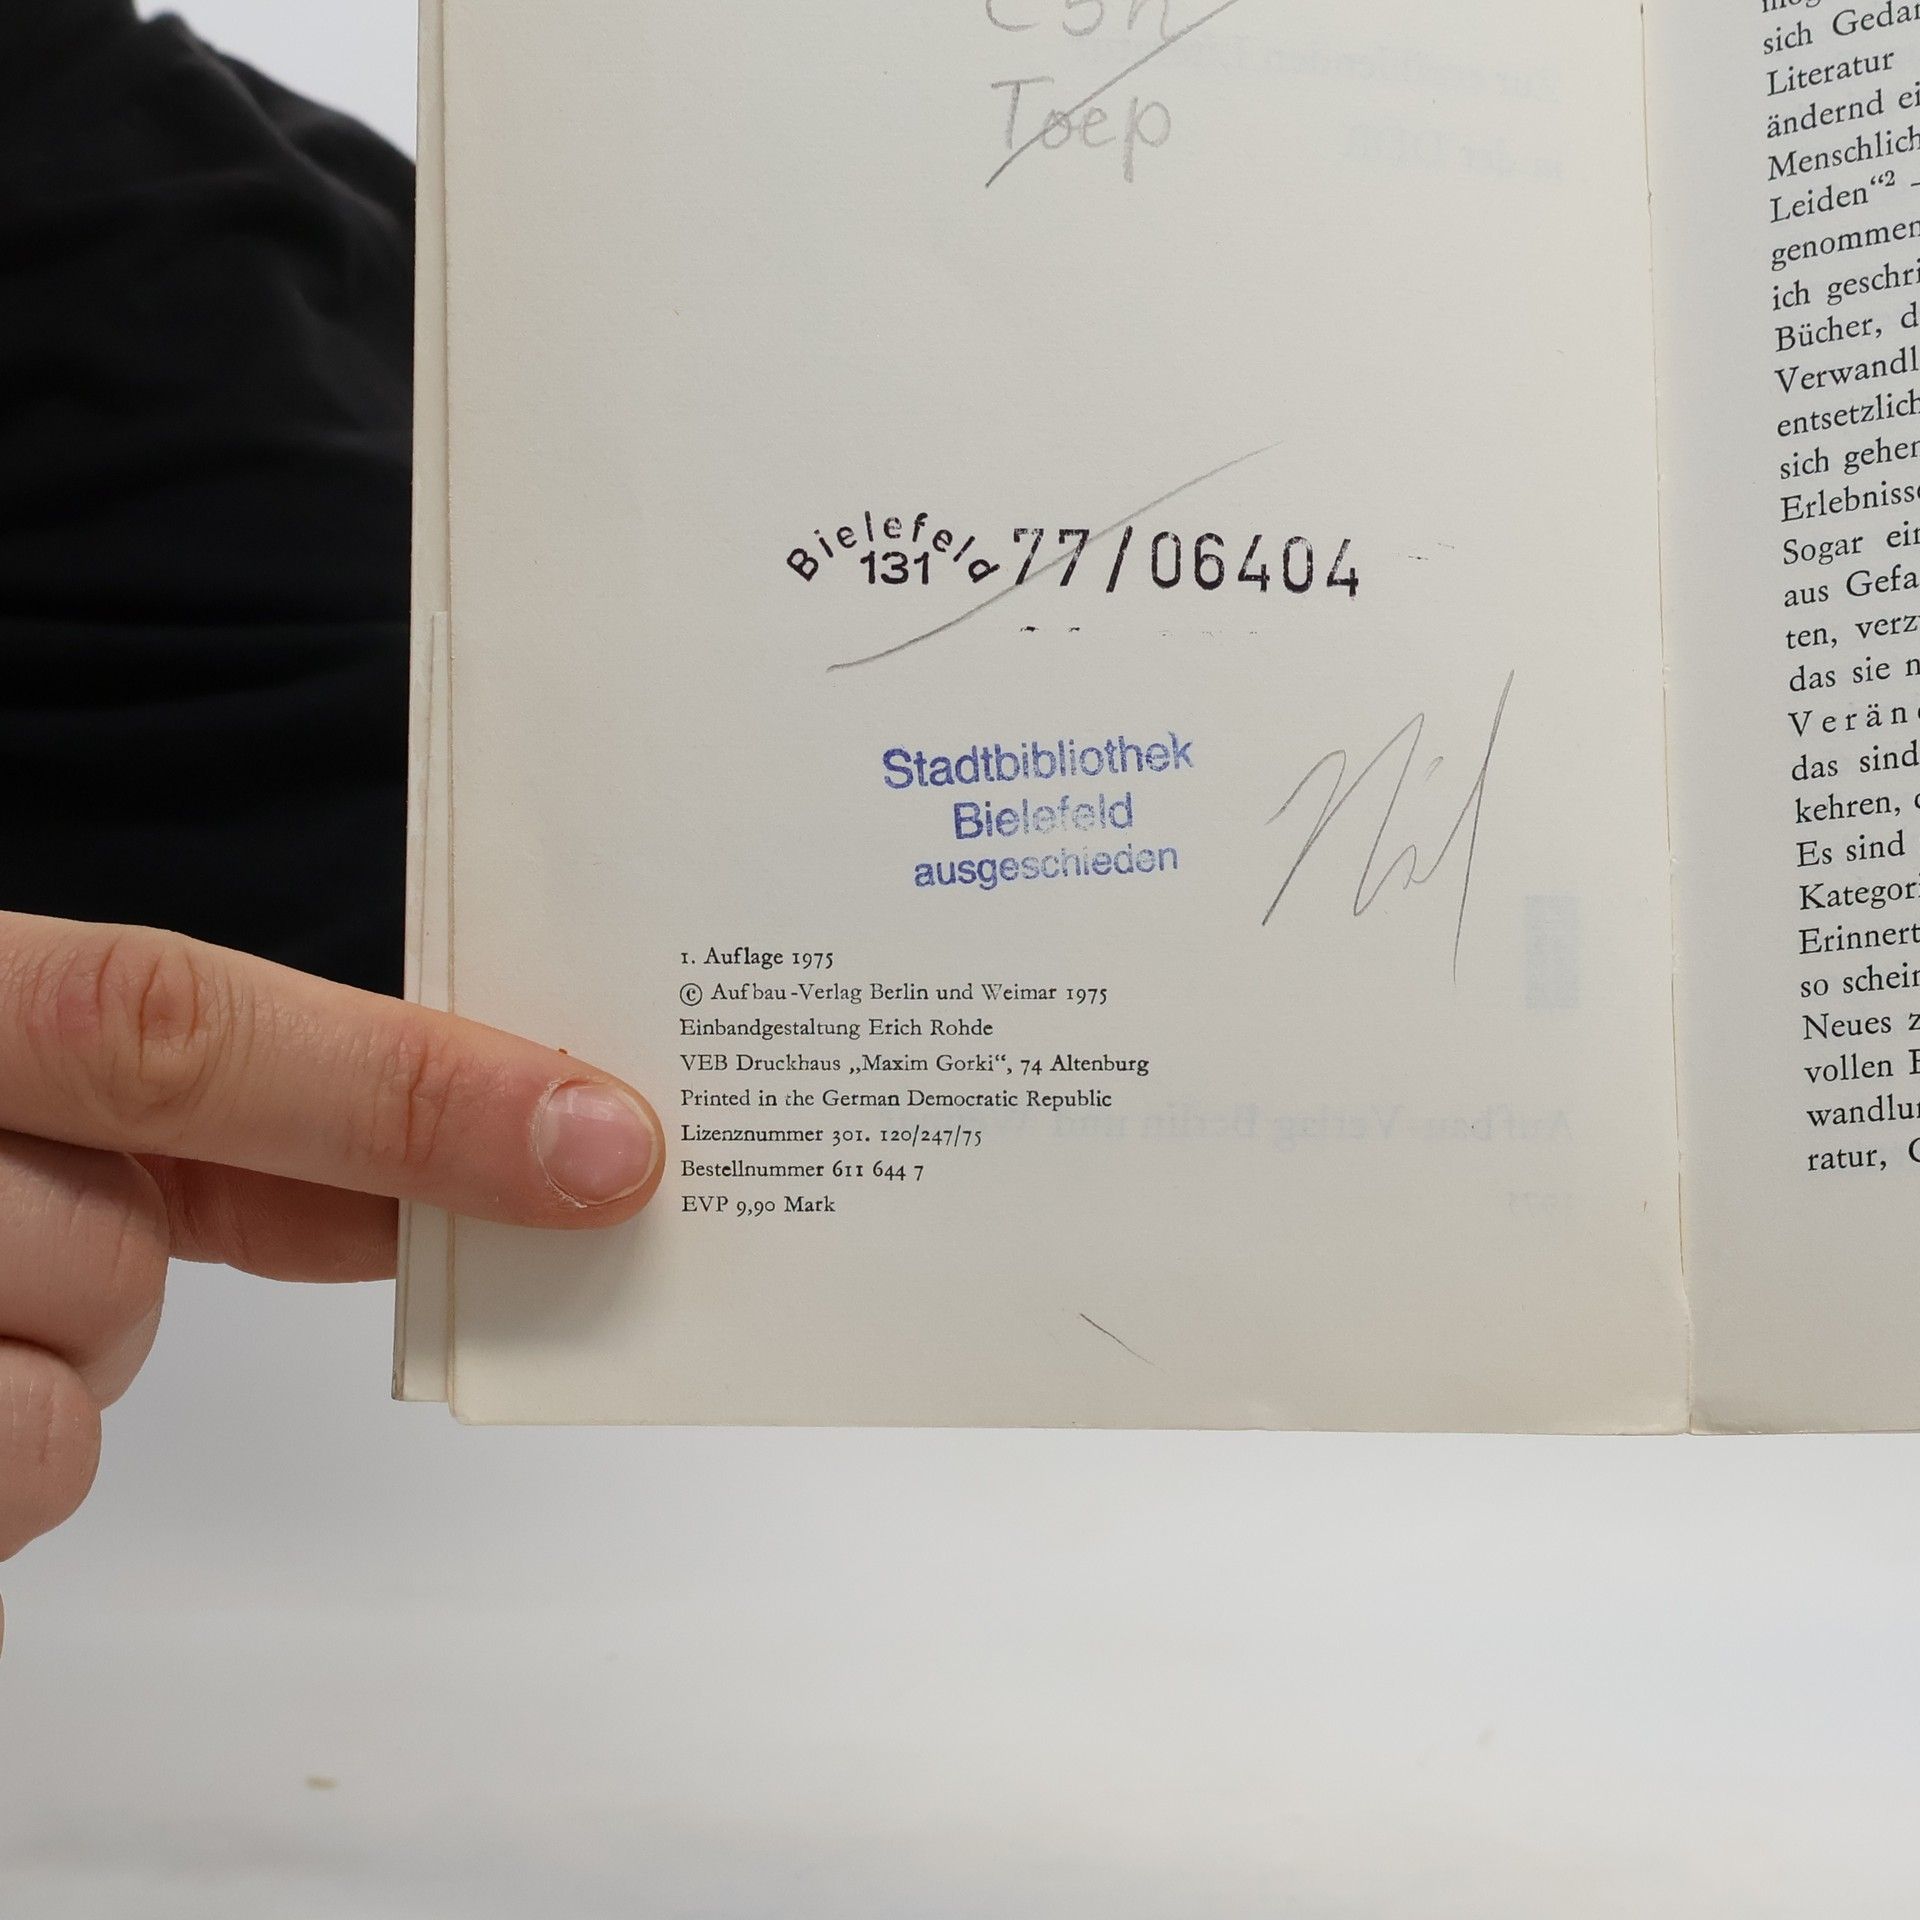 Toep
Bielefeld
131
77/06404
Stadtbibliothek
Bielefeld
ausgeschieden
1. Auflage 1975
© Aufbau-Verlag Berlin und Weimar 1975
Einbandgestaltung Erich Rohde
VEB Druckhaus „Maxim Gorki“, 74 Altenburg
Printed in the German Democratic Republic
Lizenznummer 301. 120/247/75
Bestellnummer 611 644 7
EVP 9,90 Mark
sich Gedan
Literatur
ändernd ei
Menschlich
Leiden“² –
genommen
ich geschri
Bücher, d
Verwandl
entsetzlich
sich gehen
Erlebnisse
Sogar ein
aus Gefa
ten, verz
das sie n
Verän
das sind
kehren, d
Es sind
Kategori
Erinnert
so schein
Neues z
vollen E
wandlun
ratur, G